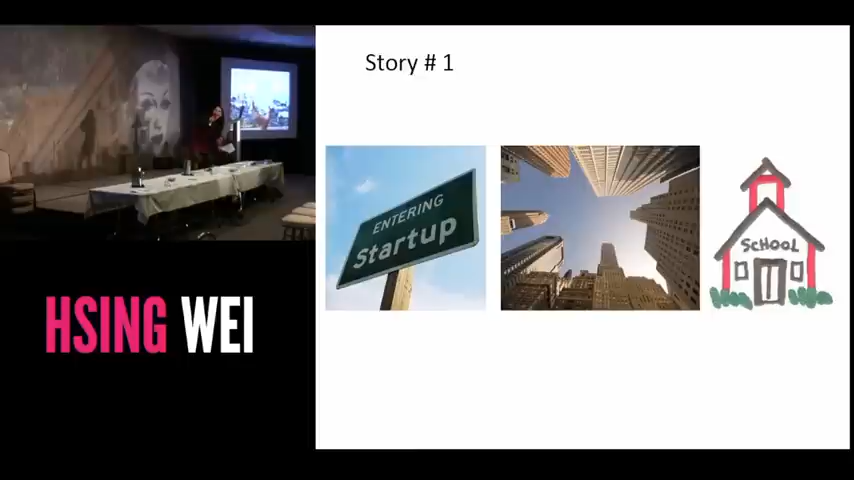 Story # 1
ENTERING
Startup
SCHOOL
HSING WEI